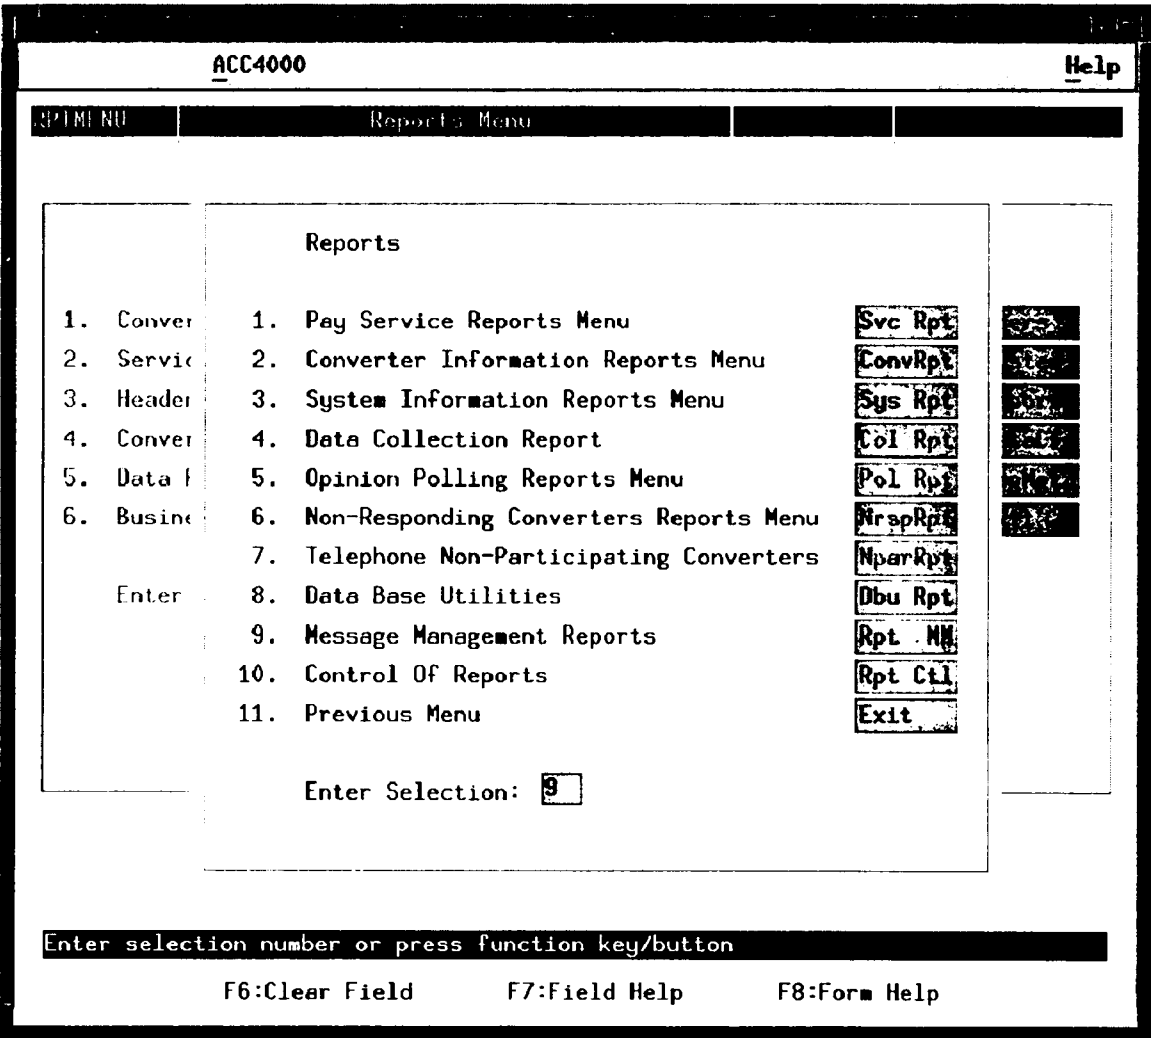 ACC4000 Help
RPTMENU Reports Menu
Reports
1. Conver 1. Pay Service Reports Menu Svc Rpt
2. Servic 2. Converter Information Reports Menu ConvRpt
3. Header 3. System Information Reports Menu Sys Rpt
4. Conver 4. Data Collection Report Col Rpt
5. Data 5. Opinion Polling Reports Menu Pol Rpt
6. Busine 6. Non-Responding Converters Reports Menu NrspRpt
7. Telephone Non-Participating Converters NparRpt
Enter 8. Data Base Utilities Dbu Rpt
9. Message Management Reports Rpt MM
10. Control Of Reports Rpt Ctl
11. Previous Menu Exit
Enter Selection: 9
Enter selection number or press function key/button
F6:Clear Field F7:Field Help F8:Form Help